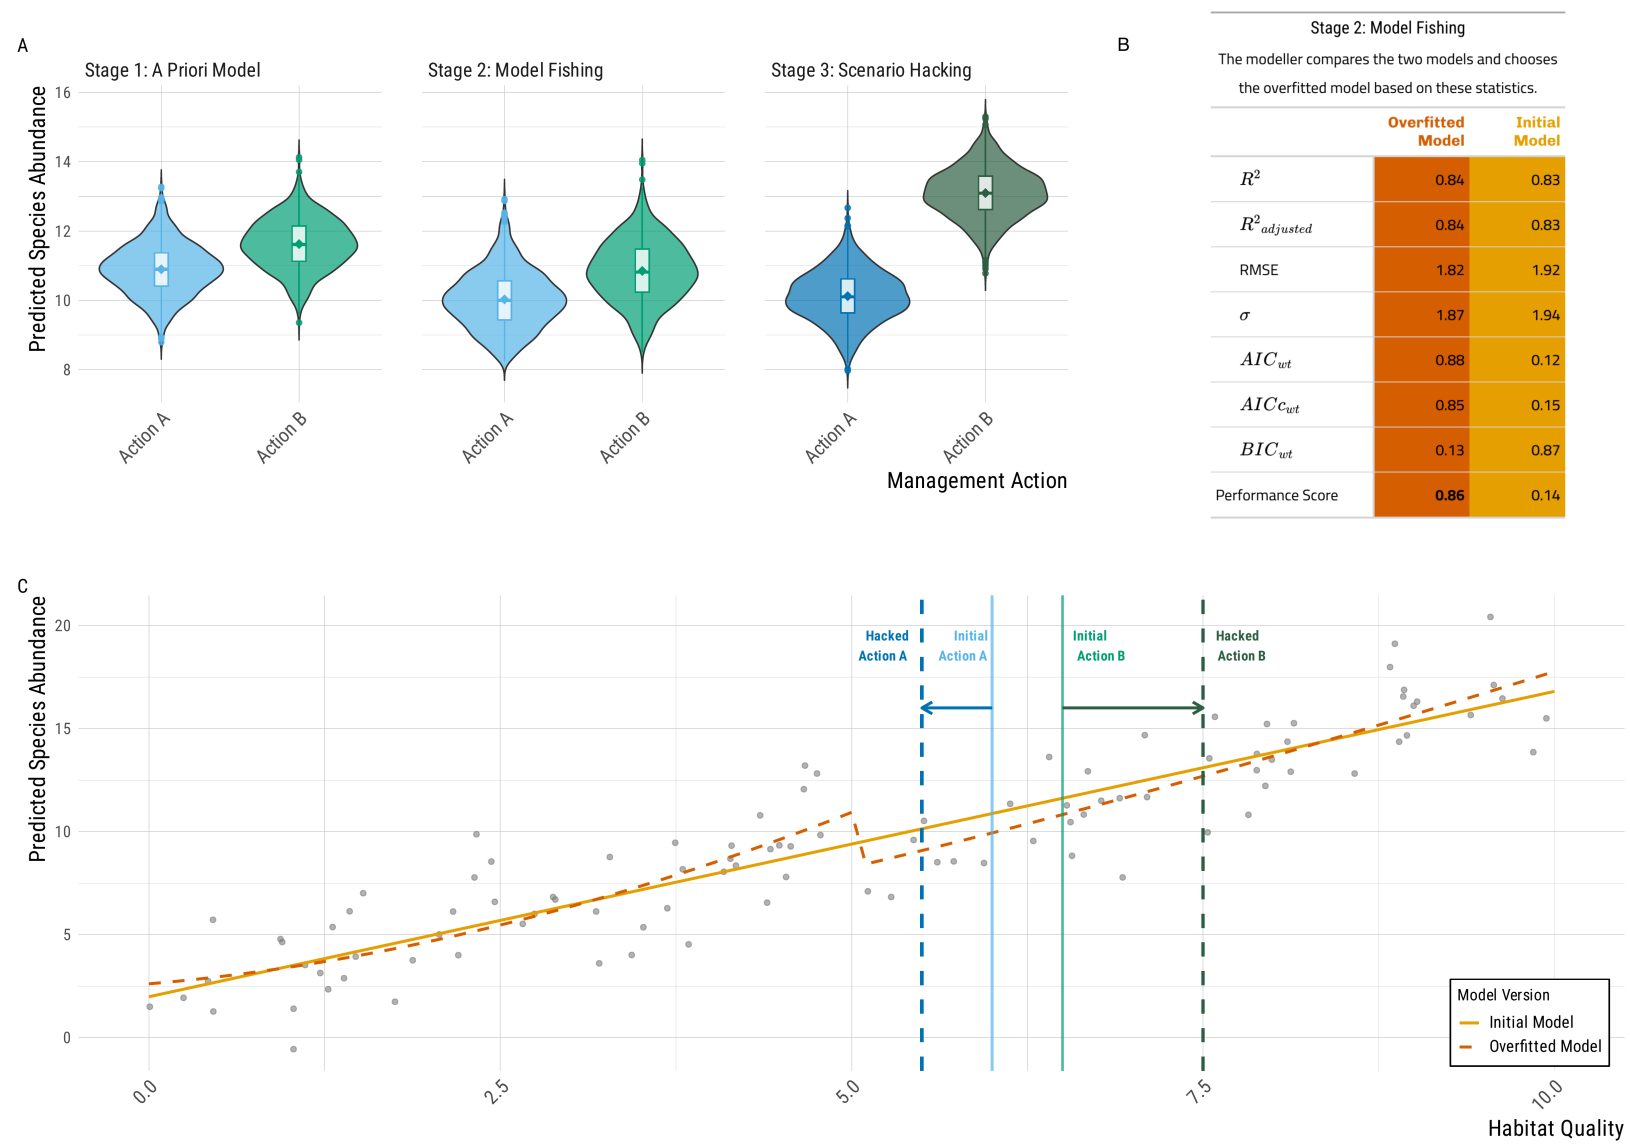 A
Stage 1: A Priori Model
Stage 2: Model Fishing
Stage 3: Scenario Hacking
Predicted Species Abundance
16
14
12
10
8
Action A
Action B
Action A
Action B
Action A
Action B
Management Action
B
Stage 2: Model Fishing
The modeller compares the two models and chooses
the overfitted model based on these statistics.
Overfitted Model
Initial Model
R² 0.84 0.83
R²adjusted 0.84 0.83
RMSE 1.82 1.92
σ 1.87 1.94
AICwt 0.88 0.12
AICcwt 0.85 0.15
BICwt 0.13 0.87
Performance Score 0.86 0.14
C
Predicted Species Abundance
20
15
10
5
0
Hacked
Action A
Initial
Action A
Initial
Action B
Hacked
Action B
Model Version
Initial Model
Overfitted Model
0.0
2.5
5.0
7.5
10.0
Habitat Quality